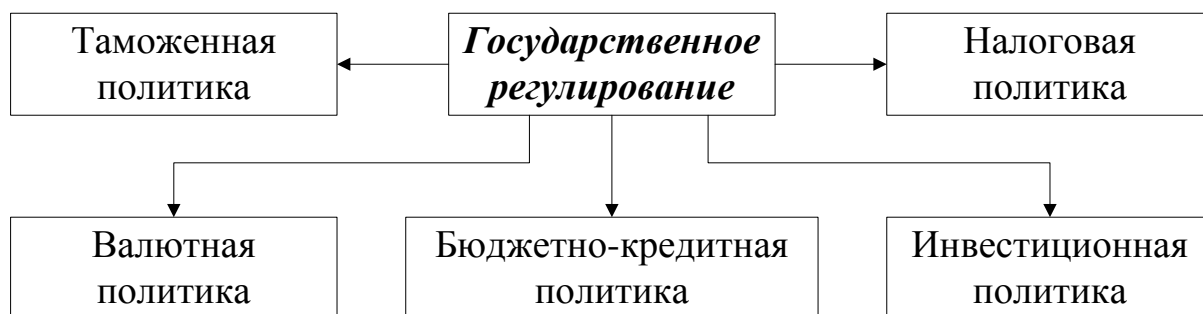 Таможенная
политика
Государственное
регулирование
Налоговая
политика
Валютная
политика
Бюджетно-кредитная
политика
Инвестиционная
политика